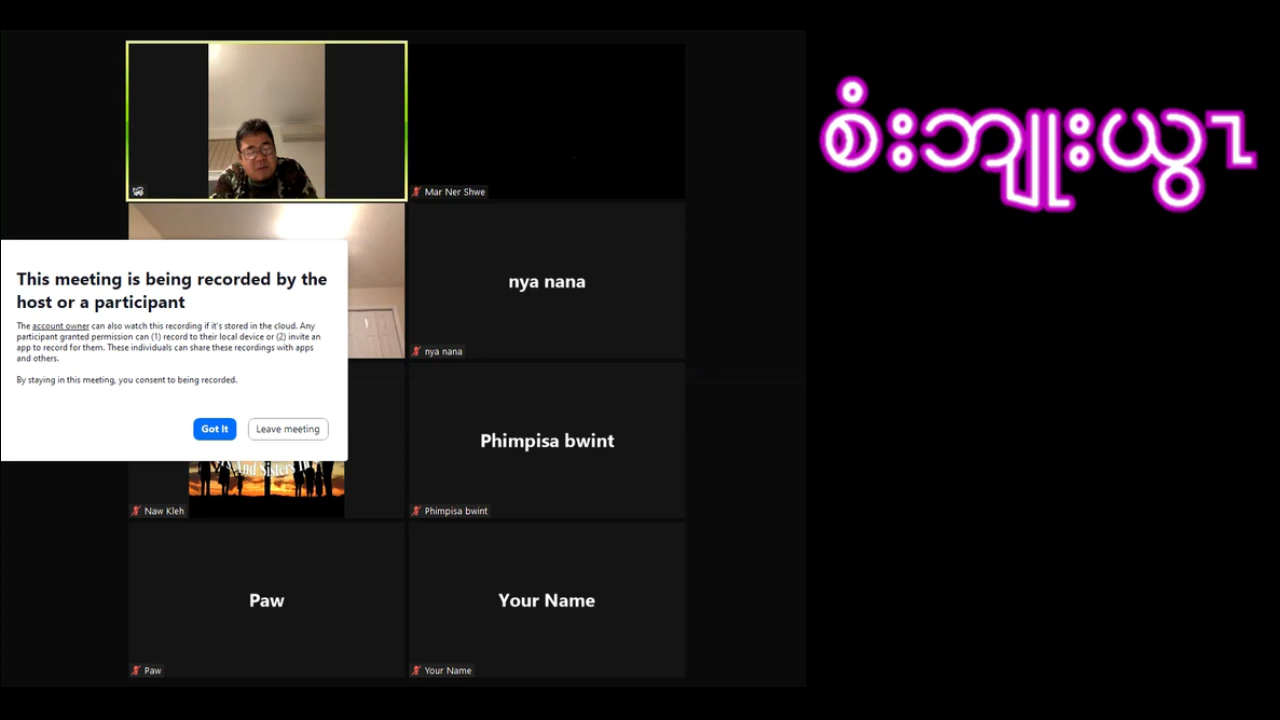 စံးဘျုးယွၤ
Mar Ner Shwe
This meeting is being recorded by the
host or a participant
The account owner can also watch this recording if it's stored in the cloud. Any
participant granted permission can (1) record to their local device or (2) invite an
app to record for them. These individuals can share these recordings with apps
and others.
By staying in this meeting, you consent to being recorded.
Got It
Leave meeting
nya nana
nya nana
And Sisters
Naw Kleh
Phimpisa bwint
Phimpisa bwint
Paw
Paw
Your Name
Your Name